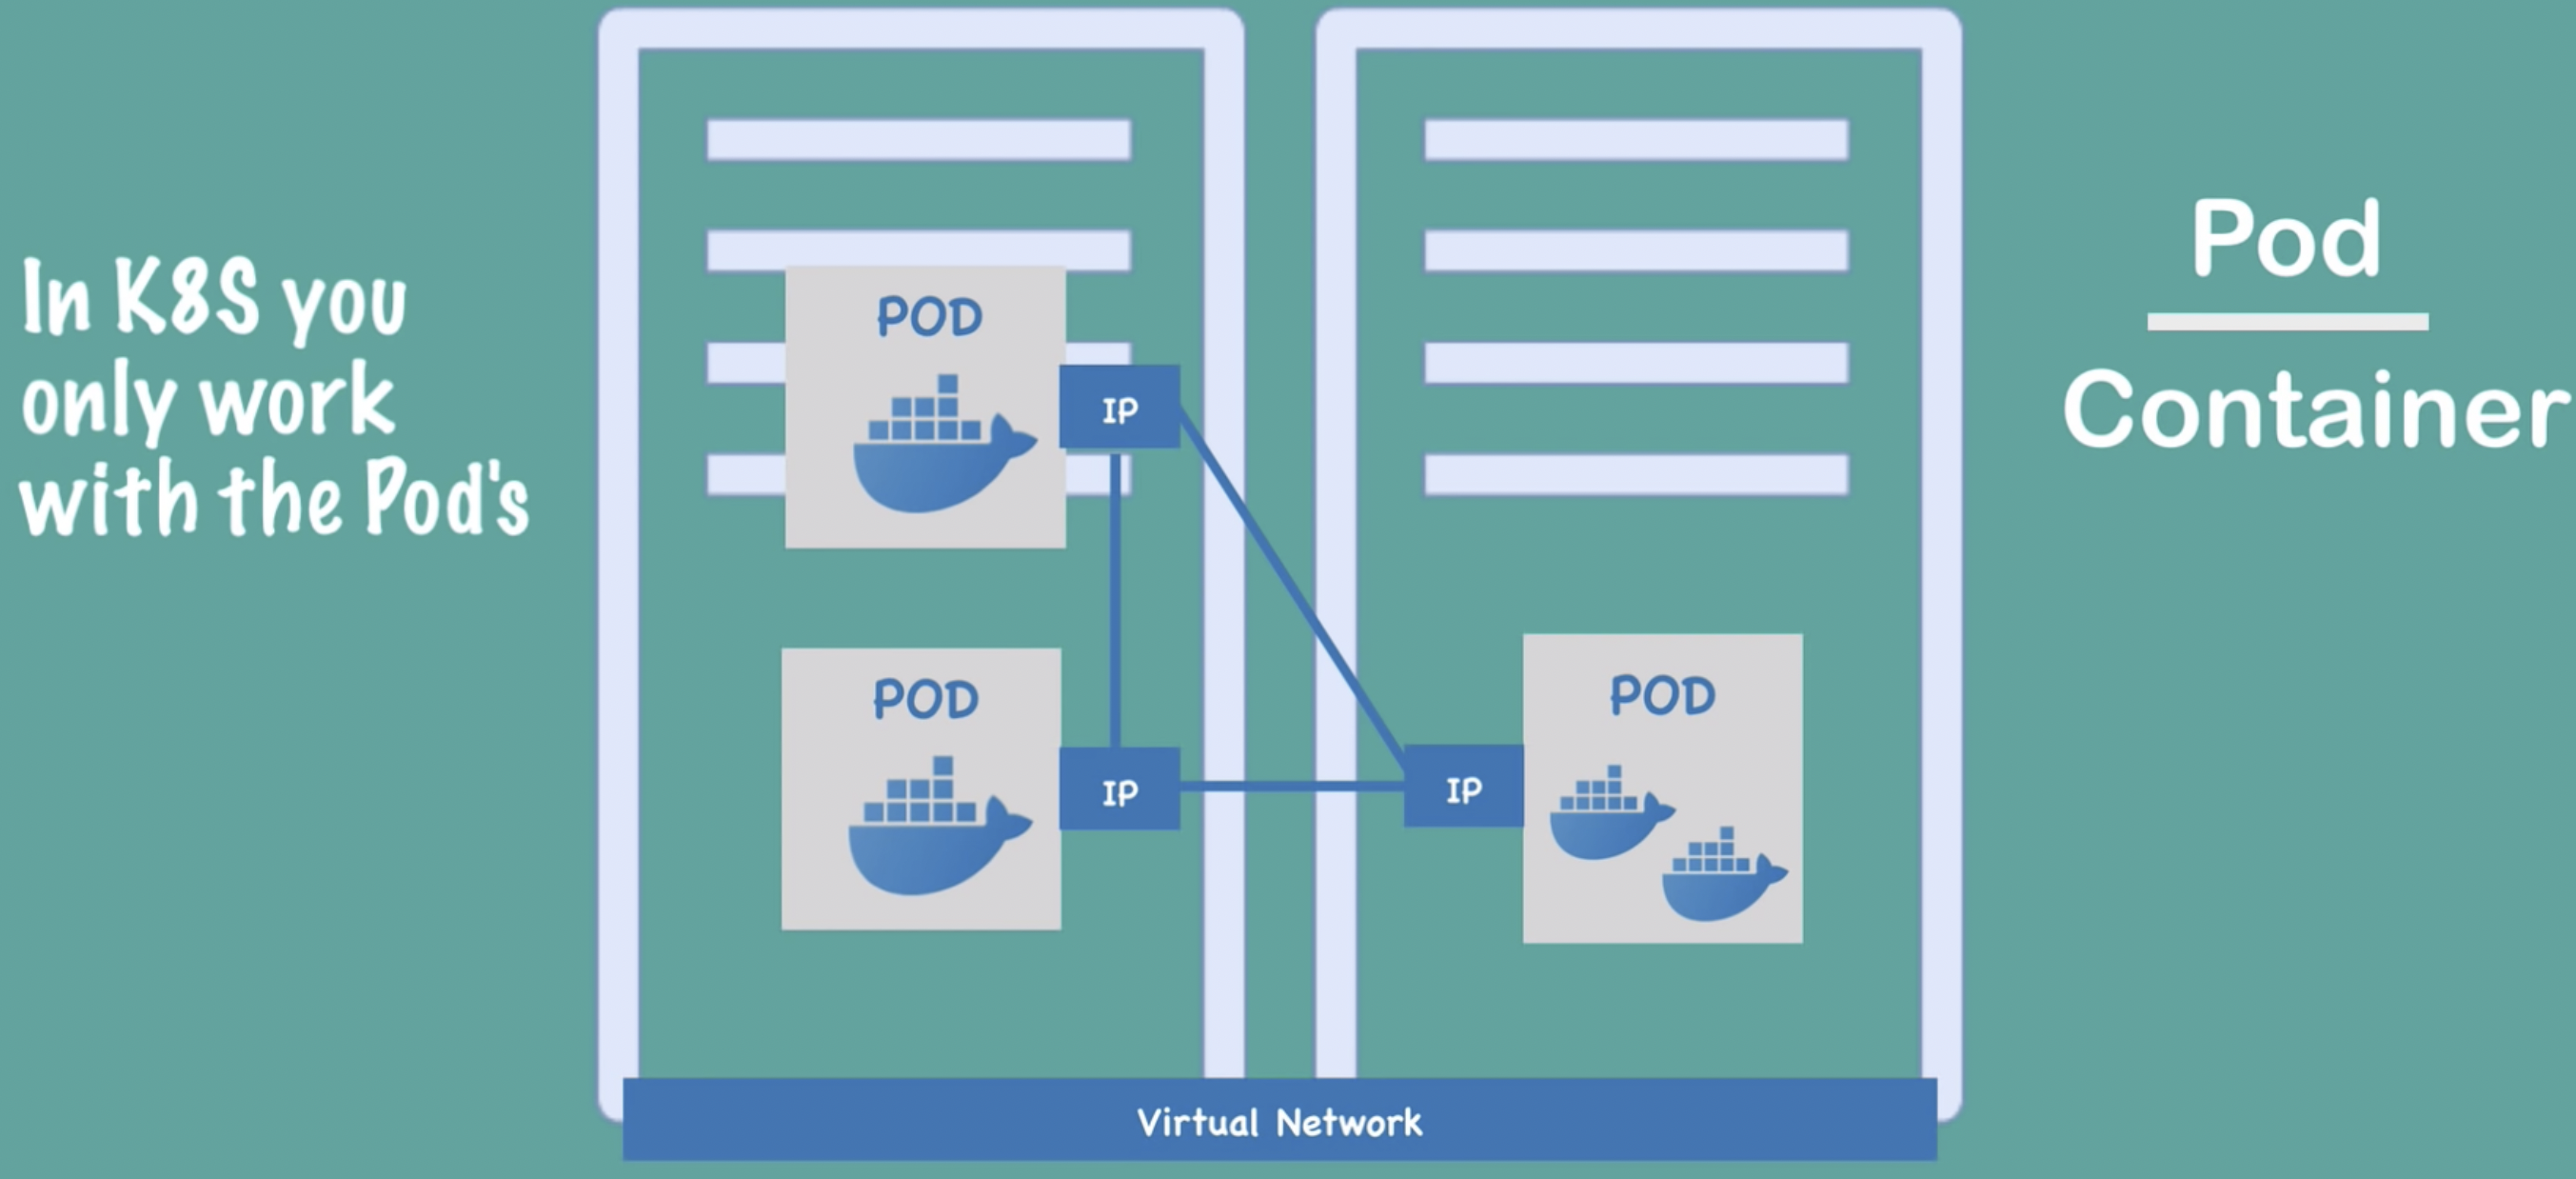 In K8S you
only work
with the Pod's
POD
IP
POD
IP
IP
POD
Virtual Network
Pod
Container